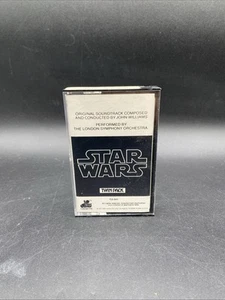 ORIGINAL SOUNDTRACK COMPOSED
AND CONDUCTED BY JOHN WILLIAMS
PERFORMED BY
THE LONDON SYMPHONY ORCHESTRA
STAR
WARS
TWIN PACK